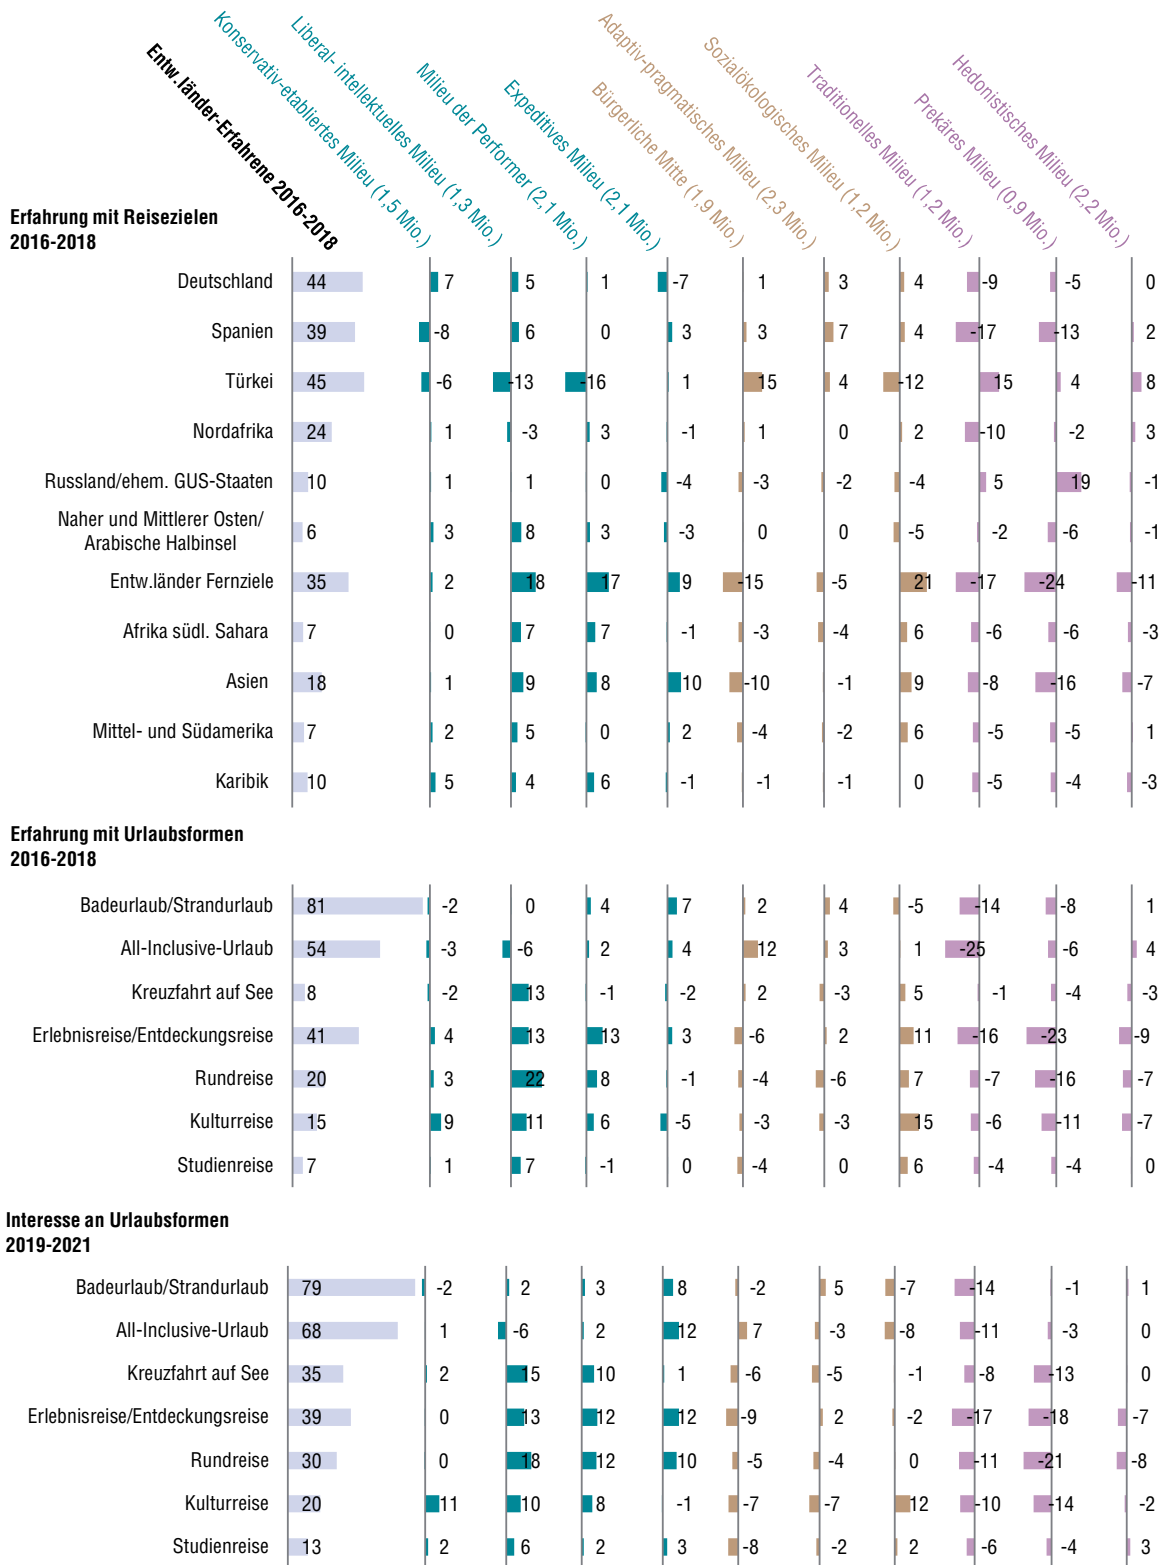 Entw.länder-Erfahrene 2016-2018
Konservativ-etabliertes Milieu (1,5 Mio.)
Liberal- intellektuelles Milieu (1,3 Mio.)
Milieu der Performer (2,1 Mio.)
Expeditives Milieu (2,1 Mio.)
Bürgerliche Mitte (1,9 Mio.)
Adaptiv-pragmatisches Milieu (2,3 Mio.)
Sozialökologisches Milieu (1,2 Mio.)
Traditionelles Milieu (1,2 Mio.)
Prekäres Milieu (0,9 Mio.)
Hedonistisches Milieu (2,2 Mio.)
Erfahrung mit Reisezielen
2016-2018
Deutschland 44 7 5 1 -7 1 3 4 -9 -5 0
Spanien 39 -8 6 0 3 3 7 4 -17 -13 2
Türkei 45 -6 -13 -16 1 15 4 -12 15 4 8
Nordafrika 24 1 -3 3 -1 1 0 2 -10 -2 3
Russland/ehem. GUS-Staaten 10 1 1 0 -4 -3 -2 -4 5 19 -1
Naher und Mittlerer Osten/
Arabische Halbinsel 6 3 8 3 -3 0 0 -5 -2 -6 -1
Entw.länder Fernziele 35 2 18 17 9 -15 -5 21 -17 -24 -11
Afrika südl. Sahara 7 0 7 7 -1 -3 -4 6 -6 -6 -3
Asien 18 1 9 8 10 -10 -1 9 -8 -16 -7
Mittel- und Südamerika 7 2 5 0 2 -4 -2 6 -5 -5 1
Karibik 10 5 4 6 -1 -1 -1 0 -5 -4 -3
Erfahrung mit Urlaubsformen
2016-2018
Badeurlaub/Strandurlaub 81 -2 0 4 7 2 4 -5 -14 -8 1
All-Inclusive-Urlaub 54 -3 -6 2 4 12 3 1 -25 -6 4
Kreuzfahrt auf See 8 -2 13 -1 -2 2 -3 5 -1 -4 -3
Erlebnisreise/Entdeckungsreise 41 4 13 13 3 -6 2 11 -16 -23 -9
Rundreise 20 3 22 8 -1 -4 -6 7 -7 -16 -7
Kulturreise 15 9 11 6 -5 -3 -3 15 -6 -11 -7
Studienreise 7 1 7 -1 0 -4 0 6 -4 -4 0
Interesse an Urlaubsformen
2019-2021
Badeurlaub/Strandurlaub 79 -2 2 3 8 -2 5 -7 -14 -1 1
All-Inclusive-Urlaub 68 1 -6 2 12 7 -3 -8 -11 -3 0
Kreuzfahrt auf See 35 2 15 10 1 -6 -5 -1 -8 -13 0
Erlebnisreise/Entdeckungsreise 39 0 13 12 12 -9 2 -2 -17 -18 -7
Rundreise 30 0 18 12 10 -5 -4 0 -11 -21 -8
Kulturreise 20 11 10 8 -1 -7 -7 12 -10 -14 -2
Studienreise 13 2 6 2 3 -8 -2 2 -6 -4 3